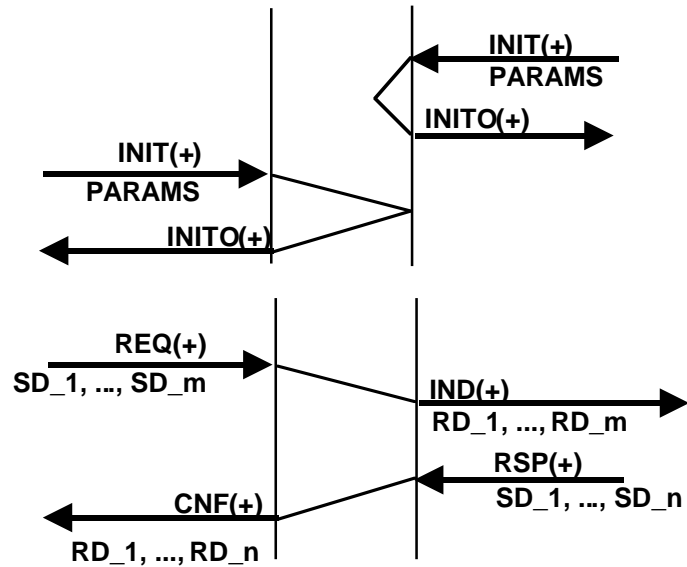 INIT(+)
PARAMS
INITO(+)
INIT(+)
PARAMS
INITO(+)
REQ(+)
SD_1, ..., SD_m
IND(+)
RD_1, ..., RD_m
RSP(+)
SD_1, ..., SD_n
CNF(+)
RD_1, ..., RD_n